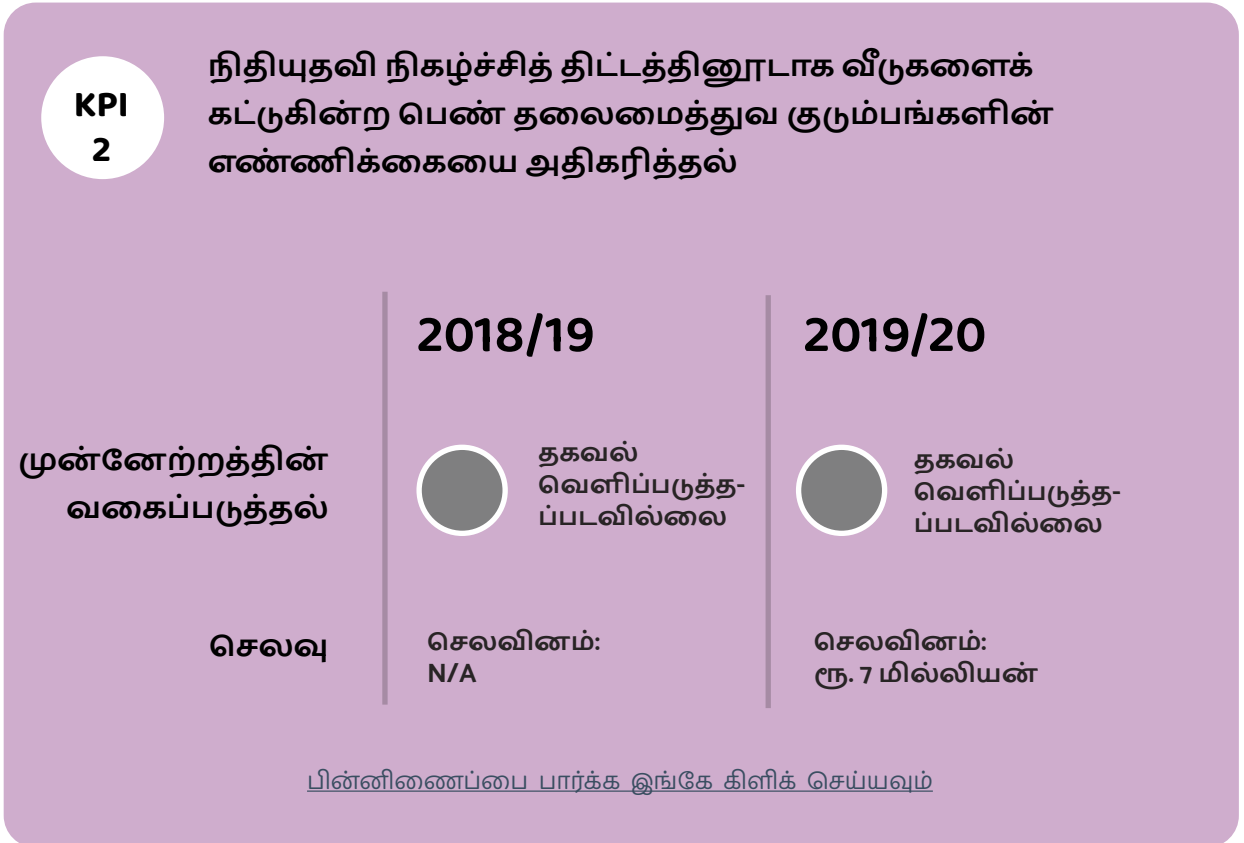 KPI
2
நிதியுதவி நிகழ்ச்சித் திட்டத்தினூடாக வீடுகளைக்
கட்டுகின்ற பெண் தலைமைத்துவ குடும்பங்களின்
எண்ணிக்கையை அதிகரித்தல்
2018/19
2019/20
முன்னேற்றத்தின்
வகைப்படுத்தல்
தகவல்
வெளிப்படுத்த-
ப்படவில்லை
தகவல்
வெளிப்படுத்த-
ப்படவில்லை
செலவு
செலவினம்:
N/A
செலவினம்:
ரூ. 7 மில்லியன்
பின்னிணைப்பை பார்க்க இங்கே கிளிக் செய்யவும்